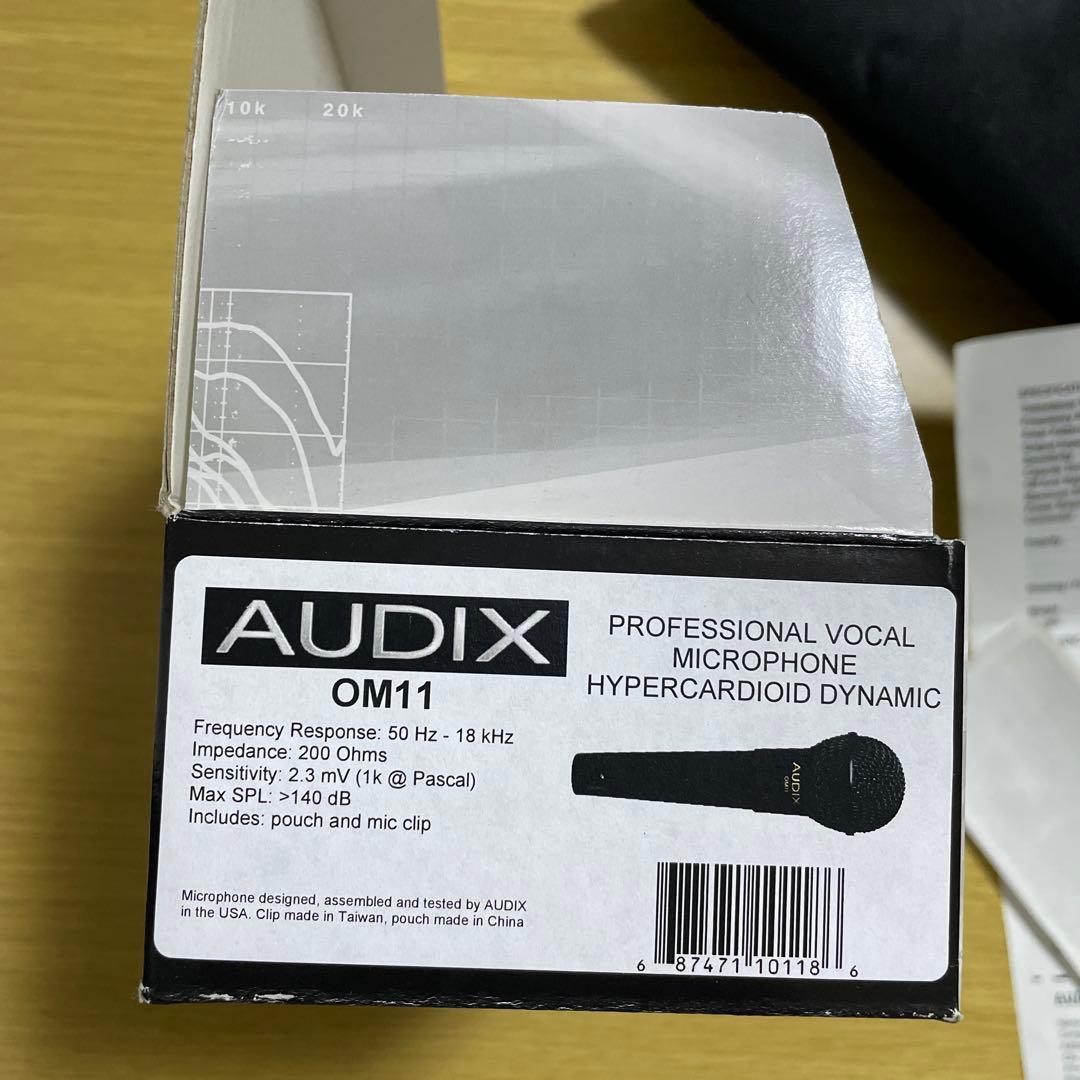 10k 20k
AUDIX
OM11
PROFESSIONAL VOCAL
MICROPHONE
HYPERCARDIOID DYNAMIC
Frequency Response: 50 Hz - 18 kHz
Impedance: 200 Ohms
Sensitivity: 2.3 mV (1k @ Pascal)
Max SPL: >140 dB
Includes: pouch and mic clip
AUDIX
OM11
Microphone designed, assembled and tested by AUDIX
in the USA. Clip made in Taiwan, pouch made in China
6 87471 10118 6